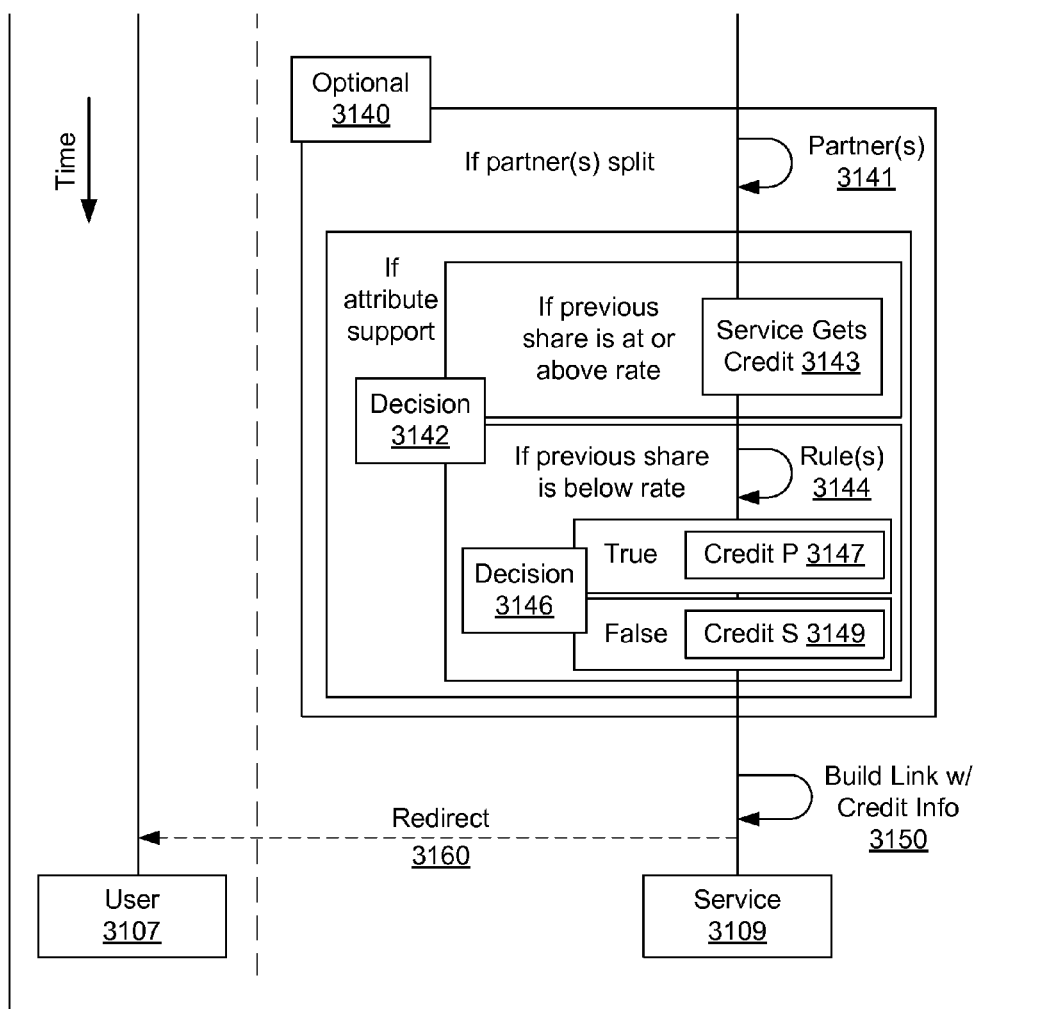 Optional
3140
Time
If partner(s) split
Partner(s)
3141
If
attribute
support
If previous
share is at or
above rate
Service Gets
Credit 3143
Decision
3142
If previous share
is below rate
Rule(s)
3144
Decision
3146
True
Credit P 3147
False
Credit S 3149
Build Link w/
Credit Info
3150
Redirect
3160
User
3107
Service
3109